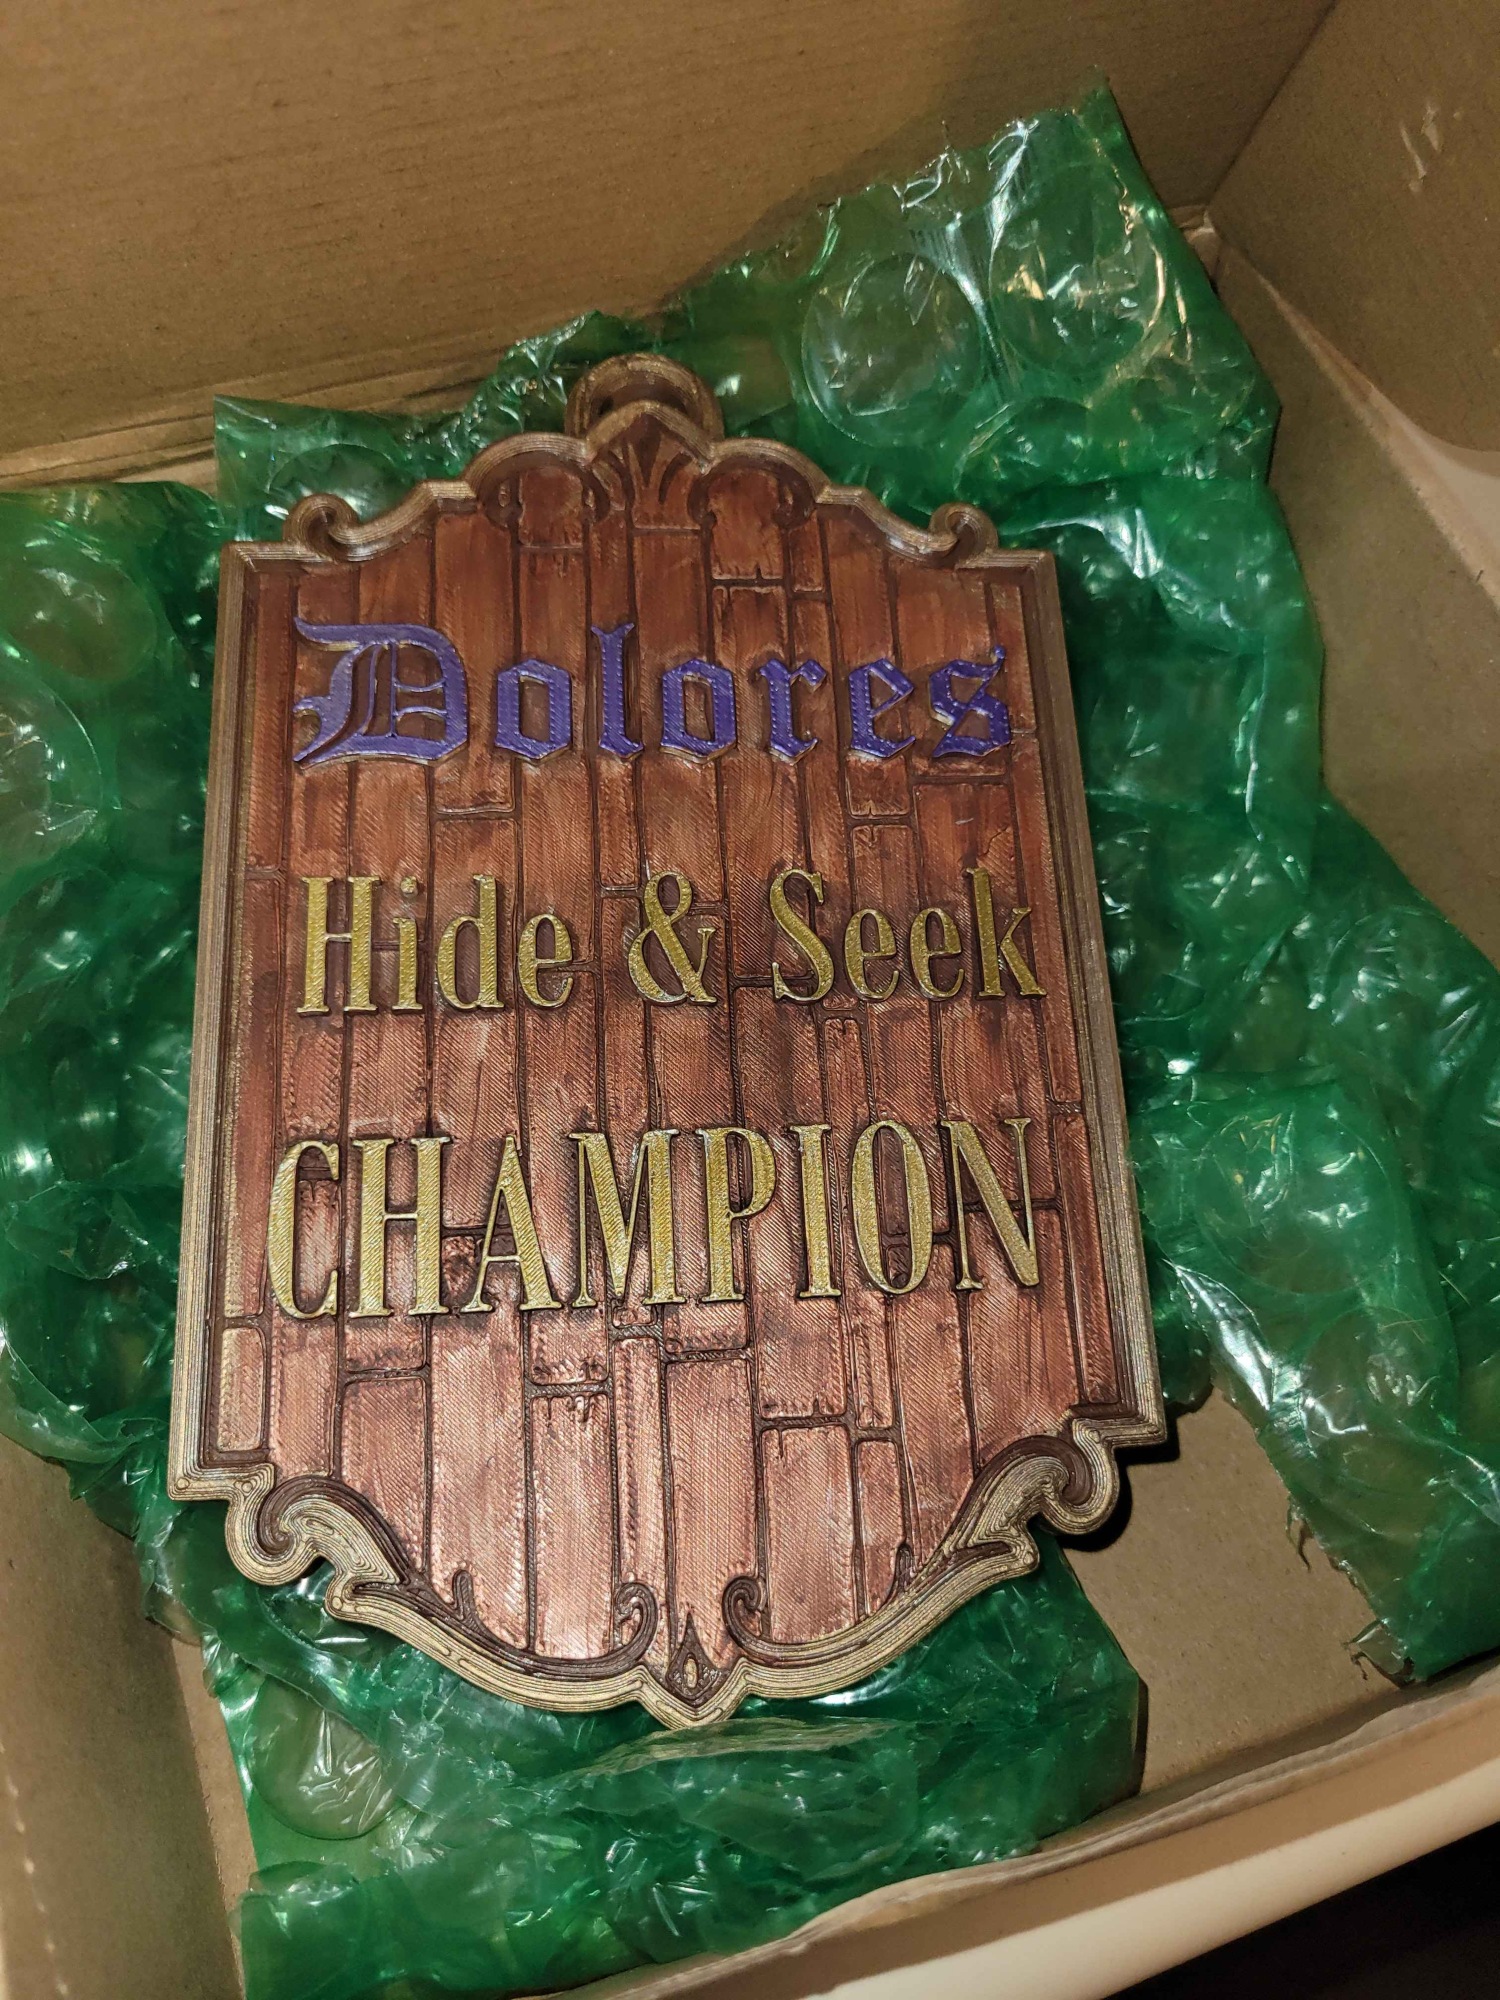 Dolores
Hide & Seek
CHAMPION